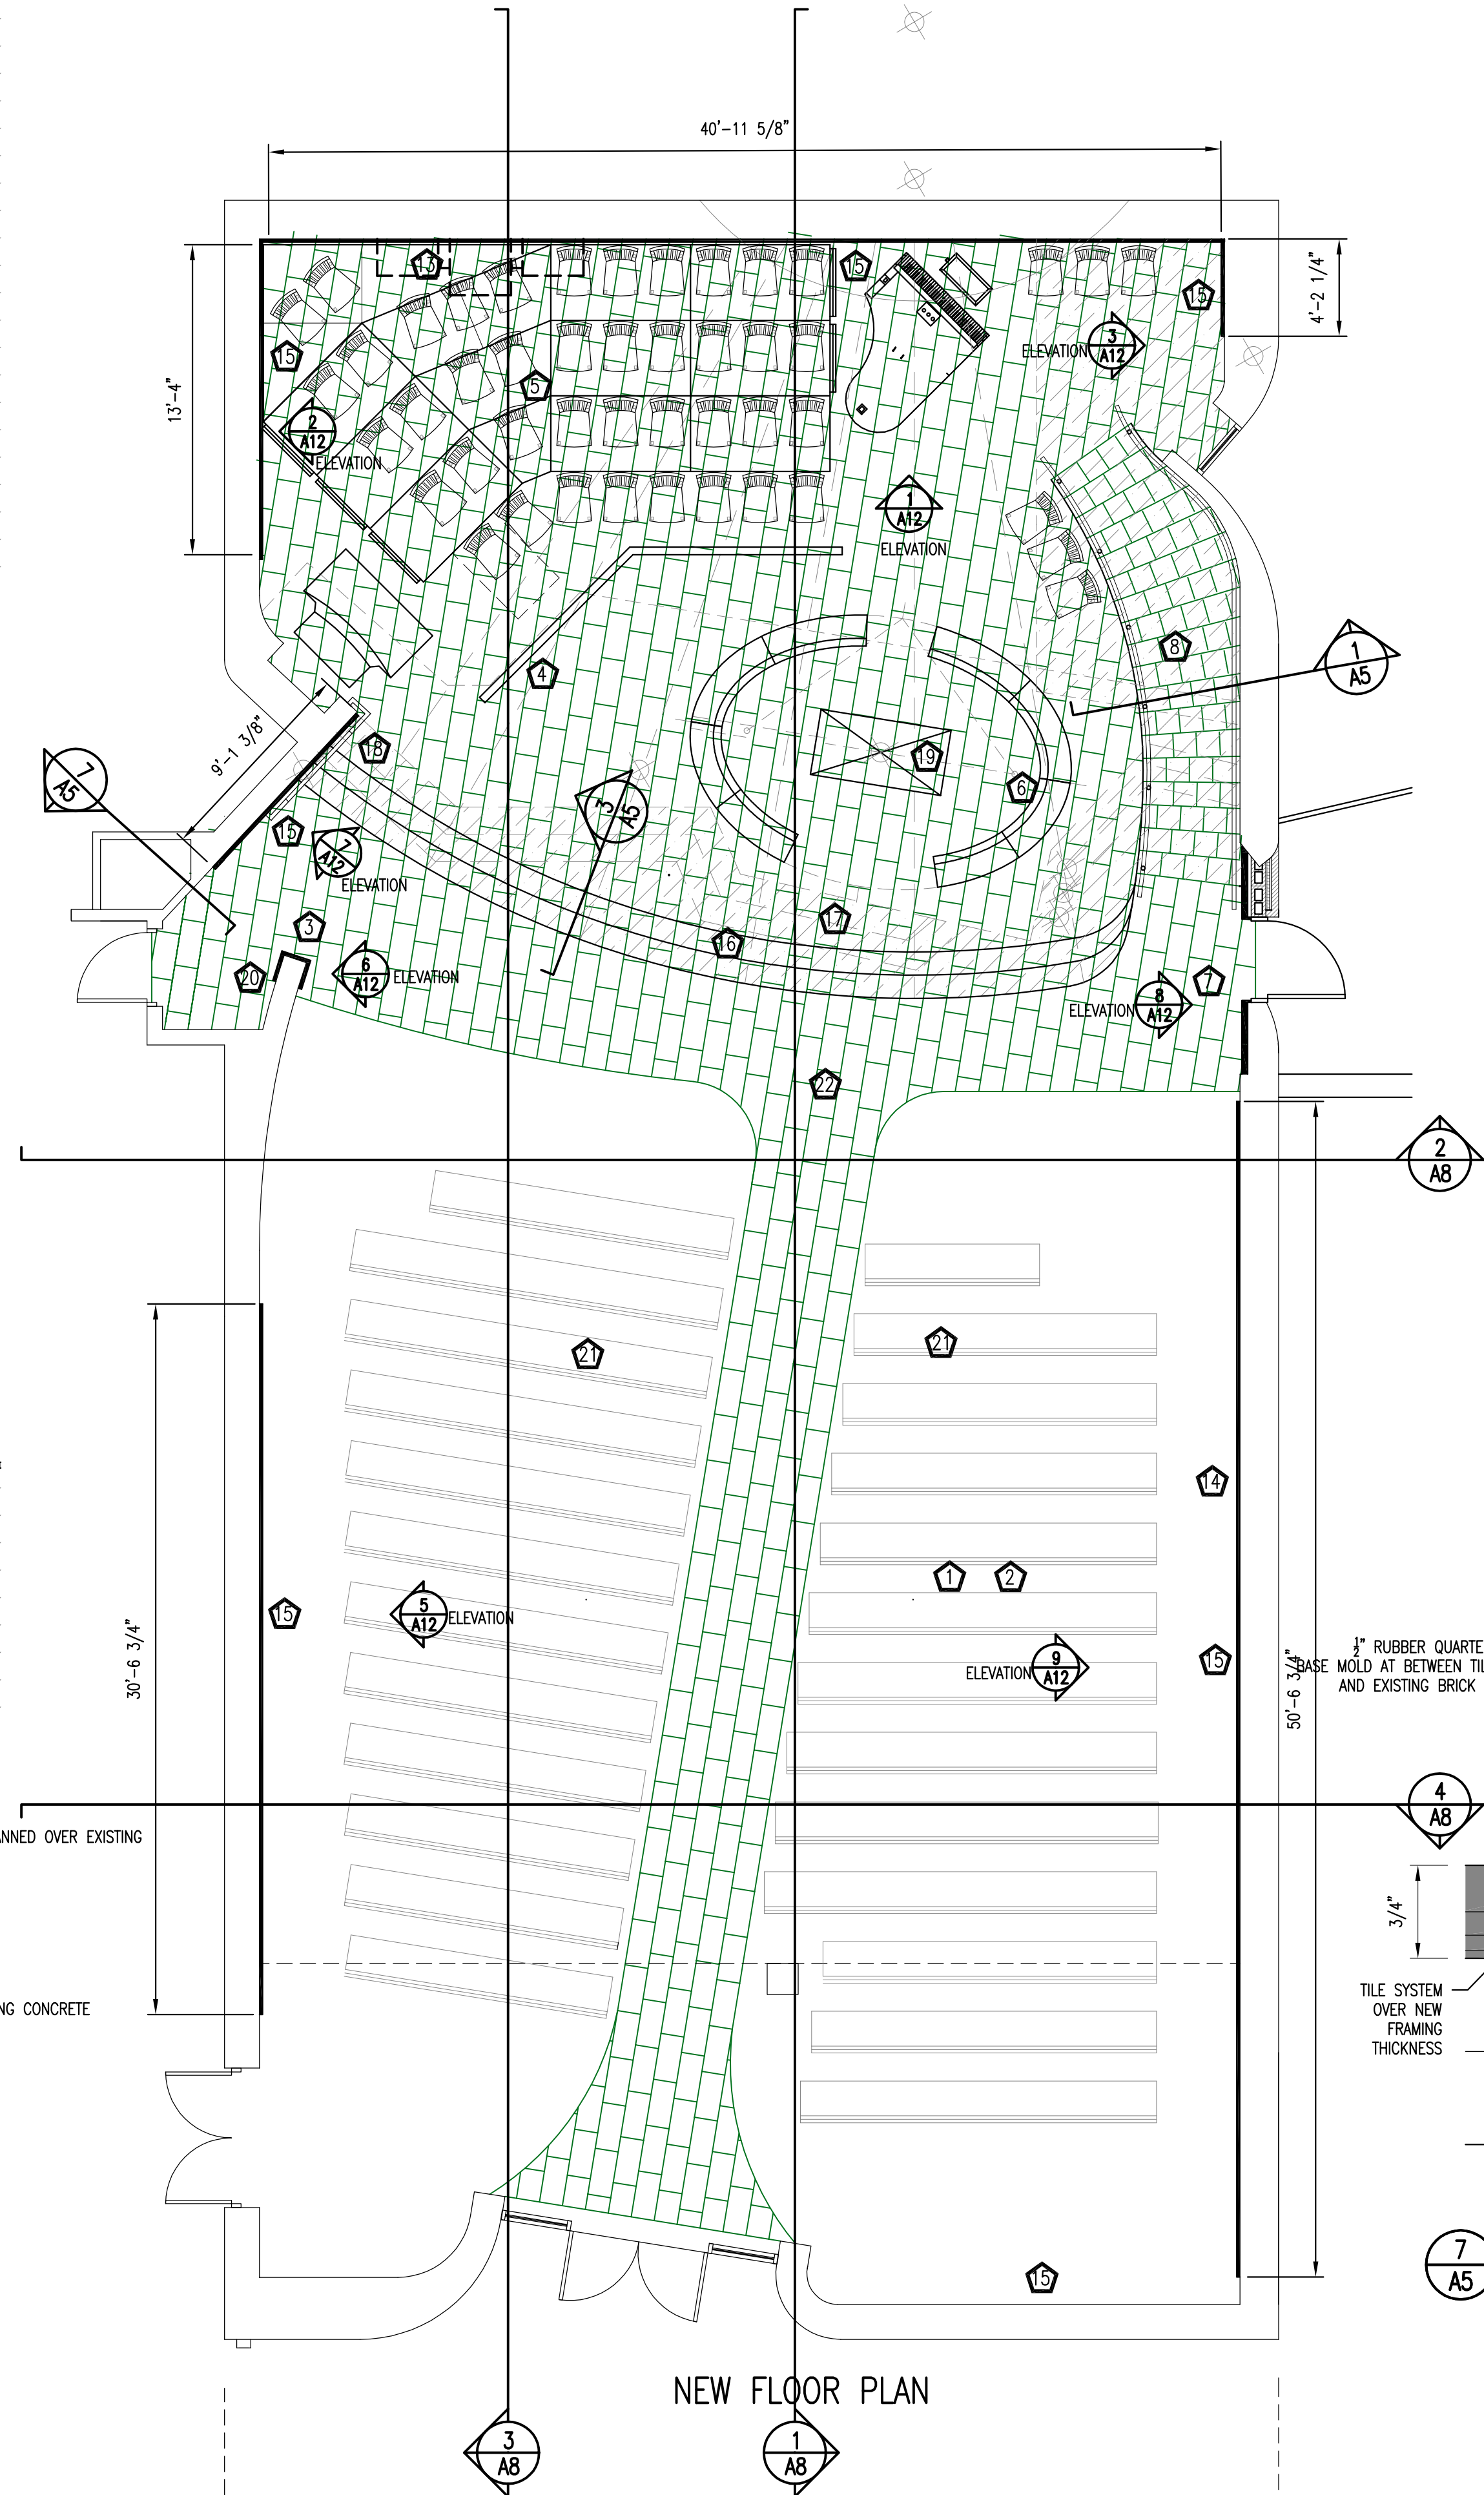 40'-11 5/8"
4'-2 1/4"
13'-4"
13
15
15
15
3
A12
ELEVATION
5
2
A12
ELEVATION
1
A12
ELEVATION
8
1
A5
4
9'-1 3/8"
18
19
6
7
A5
3
A5
15
7
A12
ELEVATION
3
17
16
20
6
A12
ELEVATION
7
8
A12
ELEVATION
22
2
A8
21
21
14
1
2
15
5
A12
ELEVATION
30'-6 3/4"
15
9
A12
ELEVATION
50'-6 3/4"
1/2" RUBBER QUARTE
BASE MOLD AT BETWEEN TIL
AND EXISTING BRICK
4
A8
ANNED OVER EXISTING
3/4"
NG CONCRETE
TILE SYSTEM
OVER NEW
FRAMING
THICKNESS
7
A5
15
NEW FLOOR PLAN
3
A8
1
A8